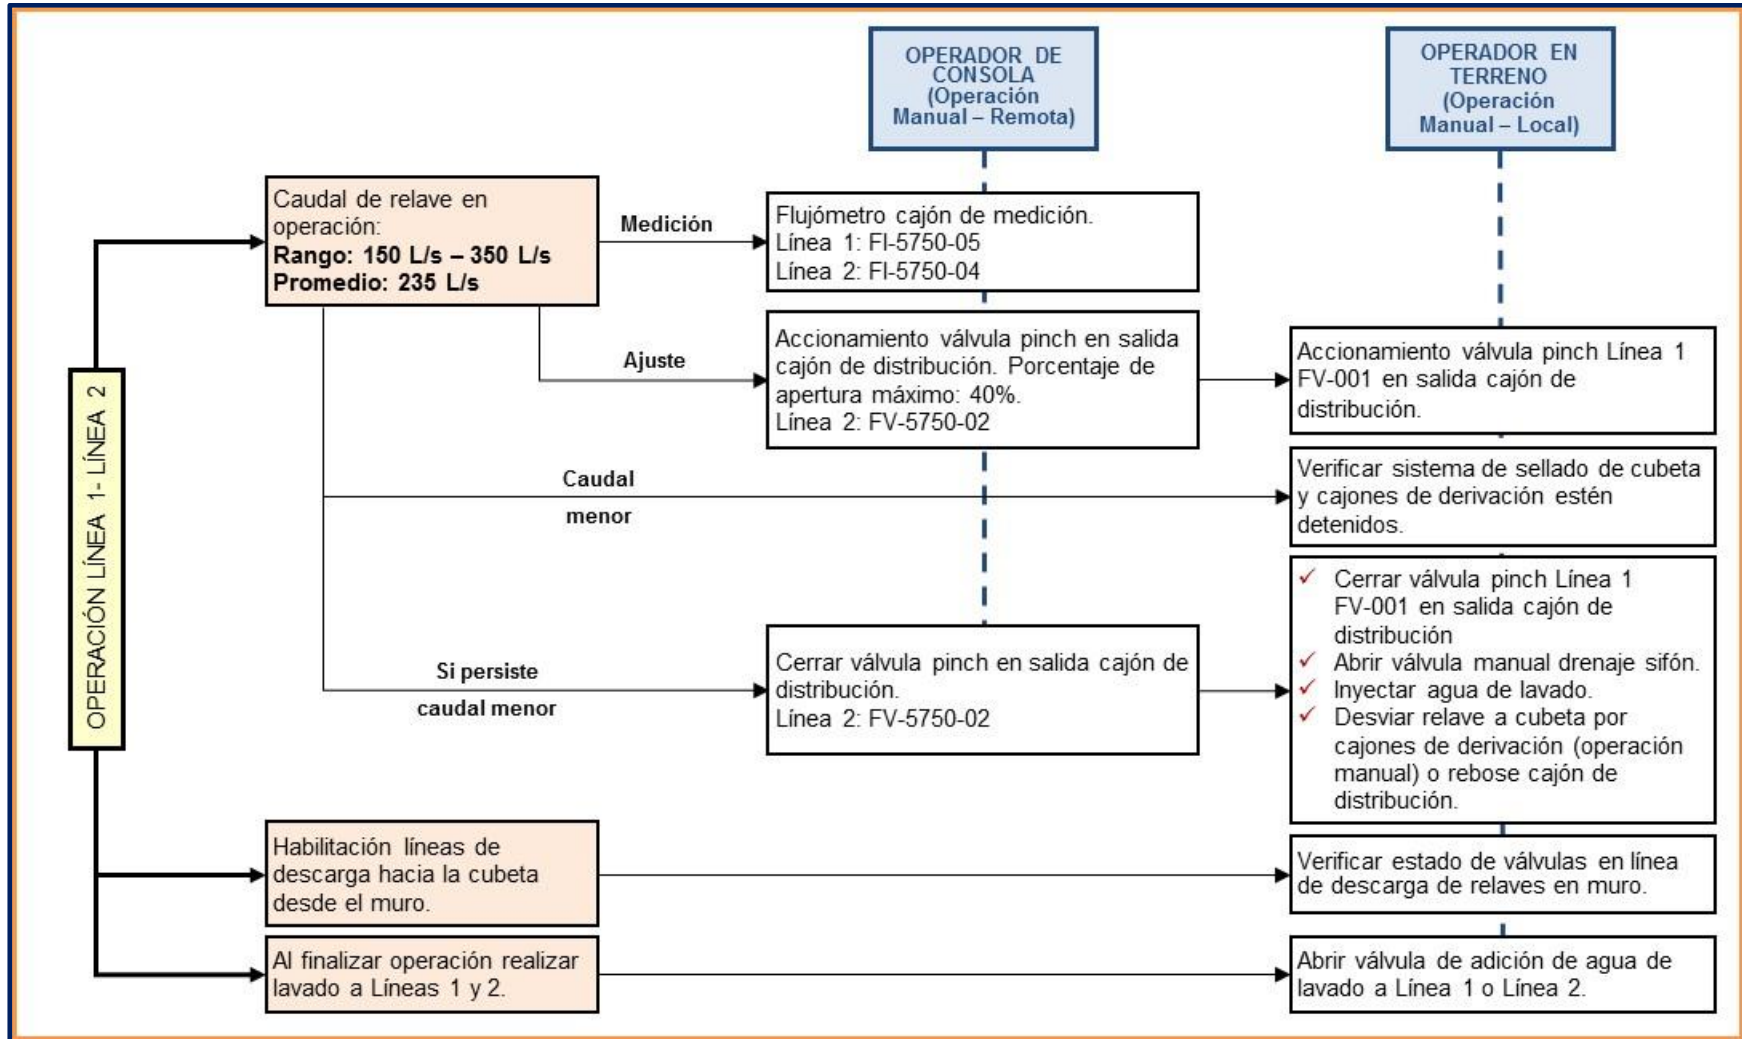 OPERADOR DE
CONSOLA
(Operación
Manual – Remota)
OPERADOR EN
TERRENO
(Operación
Manual – Local)
OPERACIÓN LÍNEA 1- LÍNEA 2
Caudal de relave en
operación:
Rango: 150 L/s – 350 L/s
Promedio: 235 L/s
Medición
Flujómetro cajón de medición.
Línea 1: FI-5750-05
Línea 2: FI-5750-04
Ajuste
Accionamiento válvula pinch en salida
cajón de distribución. Porcentaje de
apertura máximo: 40%.
Línea 2: FV-5750-02
Accionamiento válvula pinch Línea 1
FV-001 en salida cajón de
distribución.
Caudal
menor
Verificar sistema de sellado de cubeta
y cajones de derivación estén
detenidos.
Si persiste
caudal menor
Cerrar válvula pinch en salida cajón de
distribución.
Línea 2: FV-5750-02
✓ Cerrar válvula pinch Línea 1
FV-001 en salida cajón de
distribución
✓ Abrir válvula manual drenaje sifón.
✓ Inyectar agua de lavado.
✓ Desviar relave a cubeta por
cajones de derivación (operación
manual) o rebose cajón de
distribución.
Habilitación líneas de
descarga hacia la cubeta
desde el muro.
Verificar estado de válvulas en línea
de descarga de relaves en muro.
Al finalizar operación realizar
lavado a Líneas 1 y 2.
Abrir válvula de adición de agua de
lavado a Línea 1 o Línea 2.